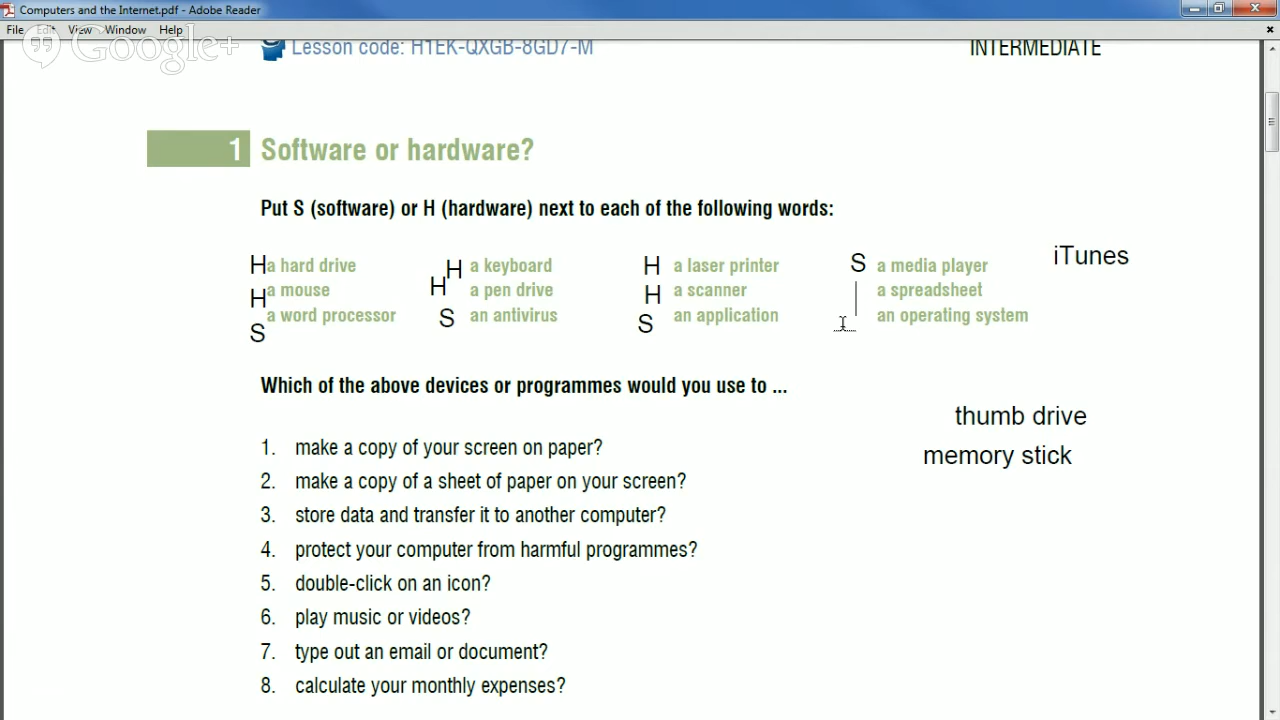 Computers and the Internet.pdf - Adobe Reader
File Edit View Window Help
Google+
Lesson code: H1EK-QXGB-8GD7-M INTERMEDIATE
1 Software or hardware?
Put S (software) or H (hardware) next to each of the following words:
H a hard drive H a keyboard H a laser printer S a media player iTunes
H a mouse H a pen drive H a scanner a spreadsheet
S a word processor S an antivirus S an application an operating system
Which of the above devices or programmes would you use to ...
thumb drive
1. make a copy of your screen on paper?
memory stick
2. make a copy of a sheet of paper on your screen?
3. store data and transfer it to another computer?
4. protect your computer from harmful programmes?
5. double-click on an icon?
6. play music or videos?
7. type out an email or document?
8. calculate your monthly expenses?